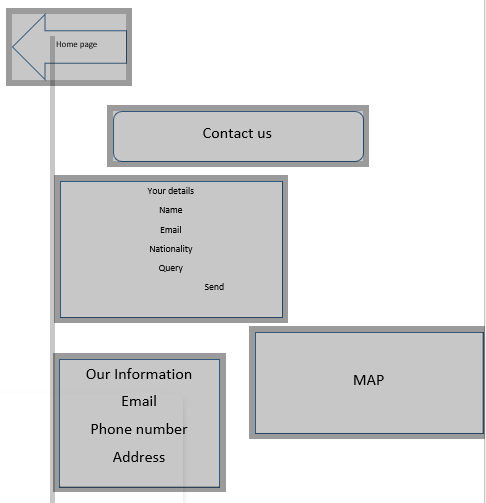 Home page
Contact us
Your details
Name
Email
Nationality
Query
Send
MAP
Our Information
Email
Phone number
Address